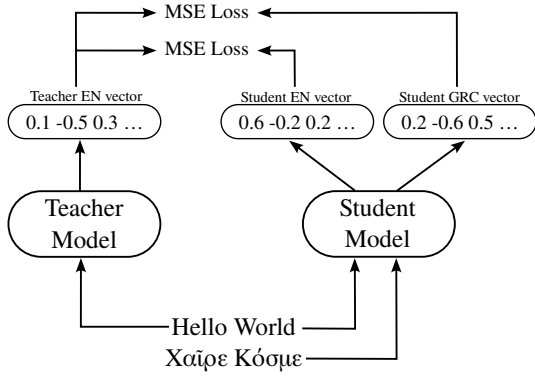 MSE Loss
MSE Loss
Teacher EN vector
Student EN vector
Student GRC vector
0.1 -0.5 0.3 …
0.6 -0.2 0.2 …
0.2 -0.6 0.5 …
Teacher
Model
Student
Model
Hello World
Χαῖρε Κόσμε